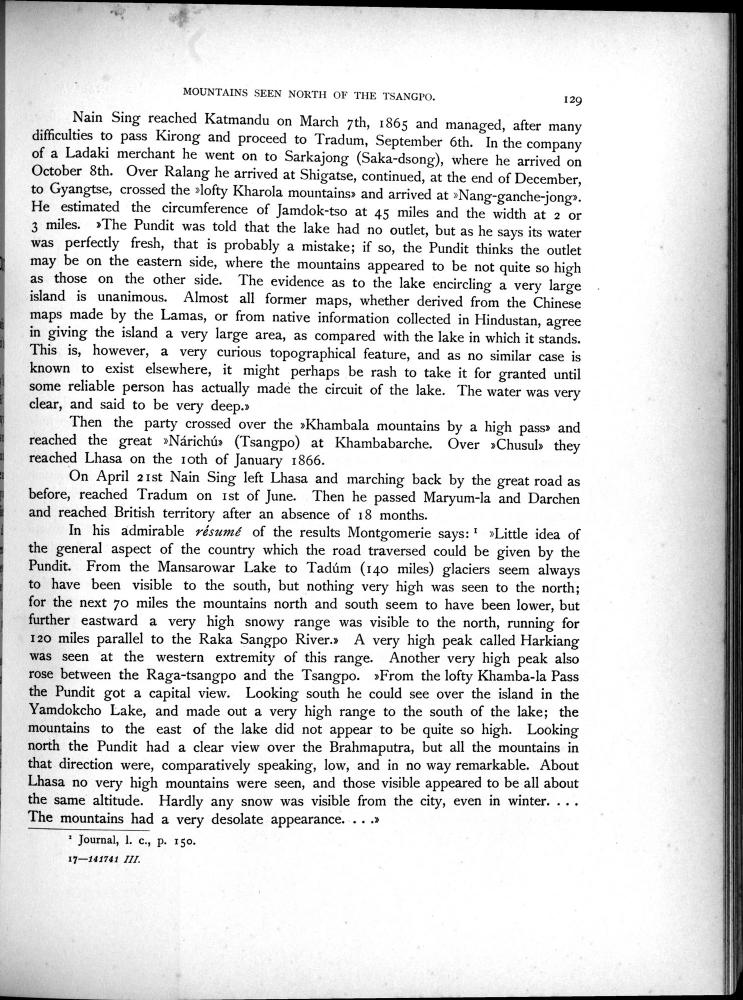 MOUNTAINS SEEN NORTH OF THE TSANGPO.
129
Nain Sing reached Katmandu on March 7th, 1865 and managed, after many
difficulties to pass Kirong and proceed to Tradum, September 6th. In the company
of a Ladaki merchant he went on to Sarkajong (Saka-dsong), where he arrived on
October 8th. Over Ralang he arrived at Shigatse, continued, at the end of December,
to Gyangtse, crossed the »lofty Kharola mountains» and arrived at »Nang-ganche-jong».
He estimated the circumference of Jamdok-tso at 45 miles and the width at 2 or
3 miles. »The Pundit was told that the lake had no outlet, but as he says its water
was perfectly fresh, that is probably a mistake; if so, the Pundit thinks the outlet
may be on the eastern side, where the mountains appeared to be not quite so high
as those on the other side. The evidence as to the lake encircling a very large
island is unanimous. Almost all former maps, whether derived from the Chinese
maps made by the Lamas, or from native information collected in Hindustan, agree
in giving the island a very large area, as compared with the lake in which it stands.
This is, however, a very curious topographical feature, and as no similar case is
known to exist elsewhere, it might perhaps be rash to take it for granted until
some reliable person has actually made the circuit of the lake. The water was very
clear, and said to be very deep.»
Then the party crossed over the »Khambala mountains by a high pass» and
reached the great »Nárichú» (Tsangpo) at Khambabarche. Over »Chusul» they
reached Lhasa on the 10th of January 1866.
On April 21st Nain Sing left Lhasa and marching back by the great road as
before, reached Tradum on 1st of June. Then he passed Maryum-la and Darchen
and reached British territory after an absence of 18 months.
In his admirable résumé of the results Montgomerie says: ¹ »Little idea of
the general aspect of the country which the road traversed could be given by the
Pundit. From the Mansarowar Lake to Tadúm (140 miles) glaciers seem always
to have been visible to the south, but nothing very high was seen to the north;
for the next 70 miles the mountains north and south seem to have been lower, but
further eastward a very high snowy range was visible to the north, running for
120 miles parallel to the Raka Sangpo River.» A very high peak called Harkiang
was seen at the western extremity of this range. Another very high peak also
rose between the Raga-tsangpo and the Tsangpo. »From the lofty Khamba-la Pass
the Pundit got a capital view. Looking south he could see over the island in the
Yamdokcho Lake, and made out a very high range to the south of the lake; the
mountains to the east of the lake did not appear to be quite so high. Looking
north the Pundit had a clear view over the Brahmaputra, but all the mountains in
that direction were, comparatively speaking, low, and in no way remarkable. About
Lhasa no very high mountains were seen, and those visible appeared to be all about
the same altitude. Hardly any snow was visible from the city, even in winter. . . .
The mountains had a very desolate appearance. . . .»
¹ Journal, l. c., p. 150.
17—141741 III.